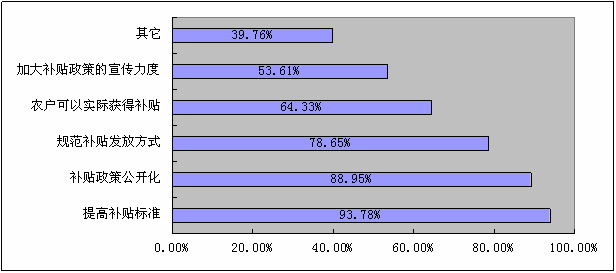 其它 39.76%
加大补贴政策的宣传力度 53.61%
农户可以实际获得补贴 64.33%
规范补贴发放方式 78.65%
补贴政策公开化 88.95%
提高补贴标准 93.78%
0.00% 20.00% 40.00% 60.00% 80.00% 100.00%